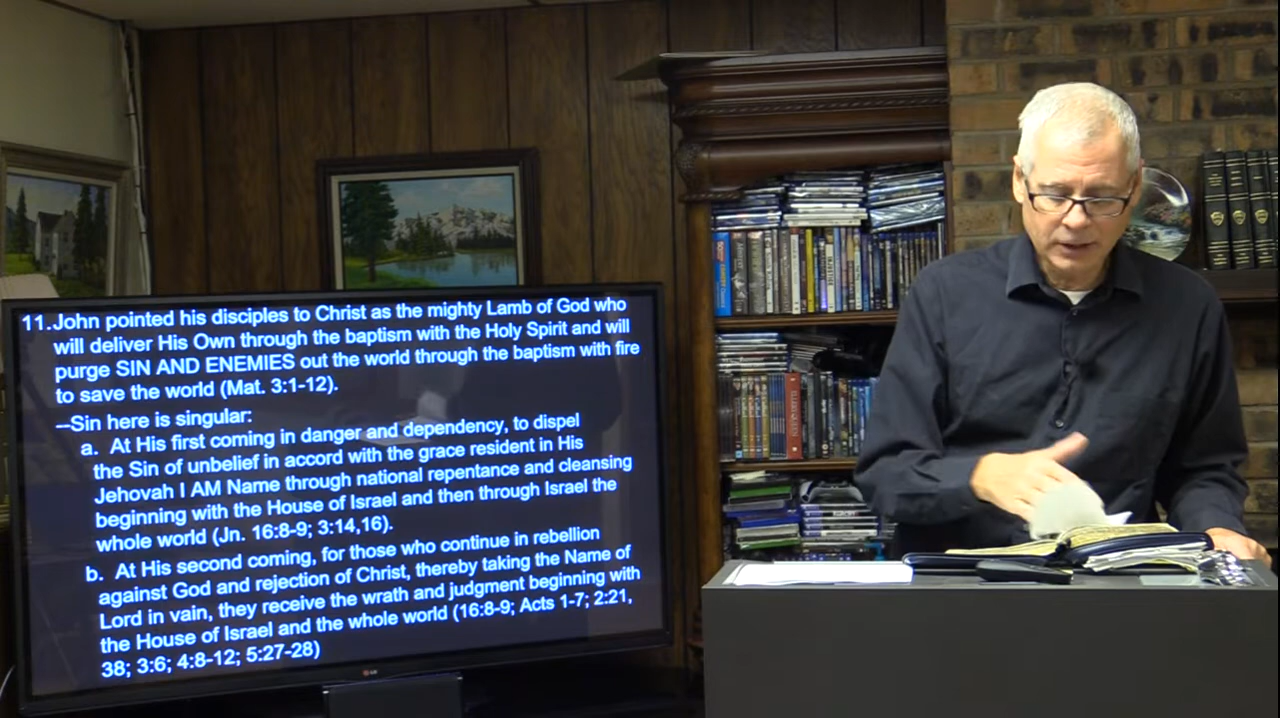 11.John pointed his disciples to Christ as the mighty Lamb of God who
will deliver His Own through the baptism with the Holy Spirit and will
purge SIN AND ENEMIES out the world through the baptism with fire
to save the world (Mat. 3:1-12).
--Sin here is singular:
a. At His first coming in danger and dependency, to dispel
the Sin of unbelief in accord with the grace resident in His
Jehovah I AM Name through national repentance and cleansing
beginning with the House of Israel and then through Israel the
whole world (Jn. 16:8-9; 3:14,16).
b. At His second coming, for those who continue in rebellion
against God and rejection of Christ, thereby taking the Name of
Lord in vain, they receive the wrath and judgment beginning with
the House of Israel and the whole world (16:8-9; Acts 1-7; 2:21,
38; 3:6; 4:8-12; 5:27-28)
LG
ELLERY QUEEN